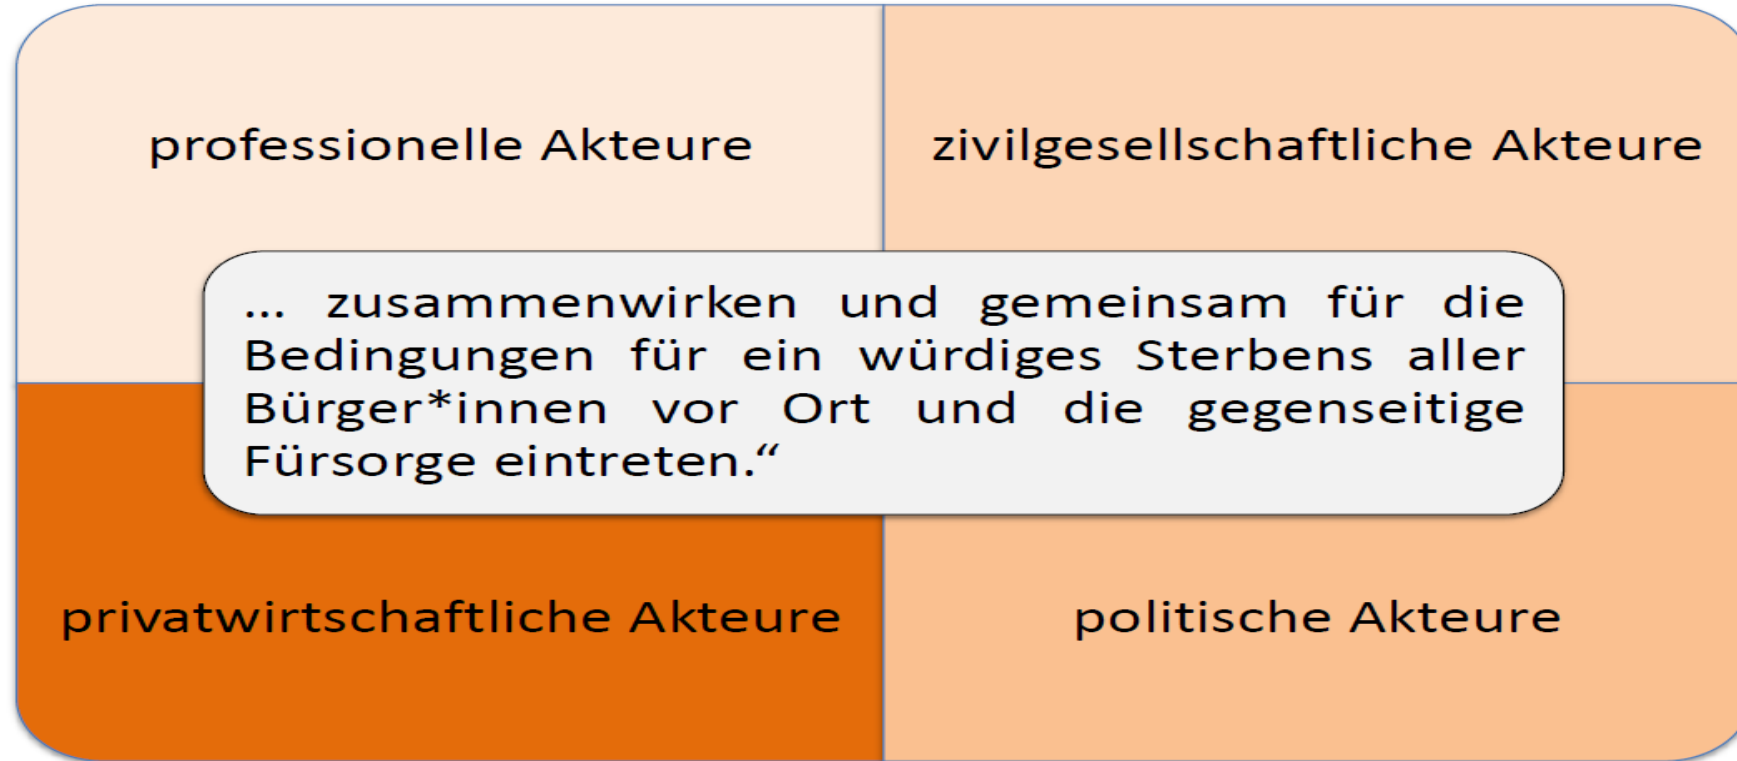 professionelle Akteure
zivilgesellschaftliche Akteure
... zusammenwirken und gemeinsam für die
Bedingungen für ein würdiges Sterbens aller
Bürger*innen vor Ort und die gegenseitige
Fürsorge eintreten.“
privatwirtschaftliche Akteure
politische Akteure